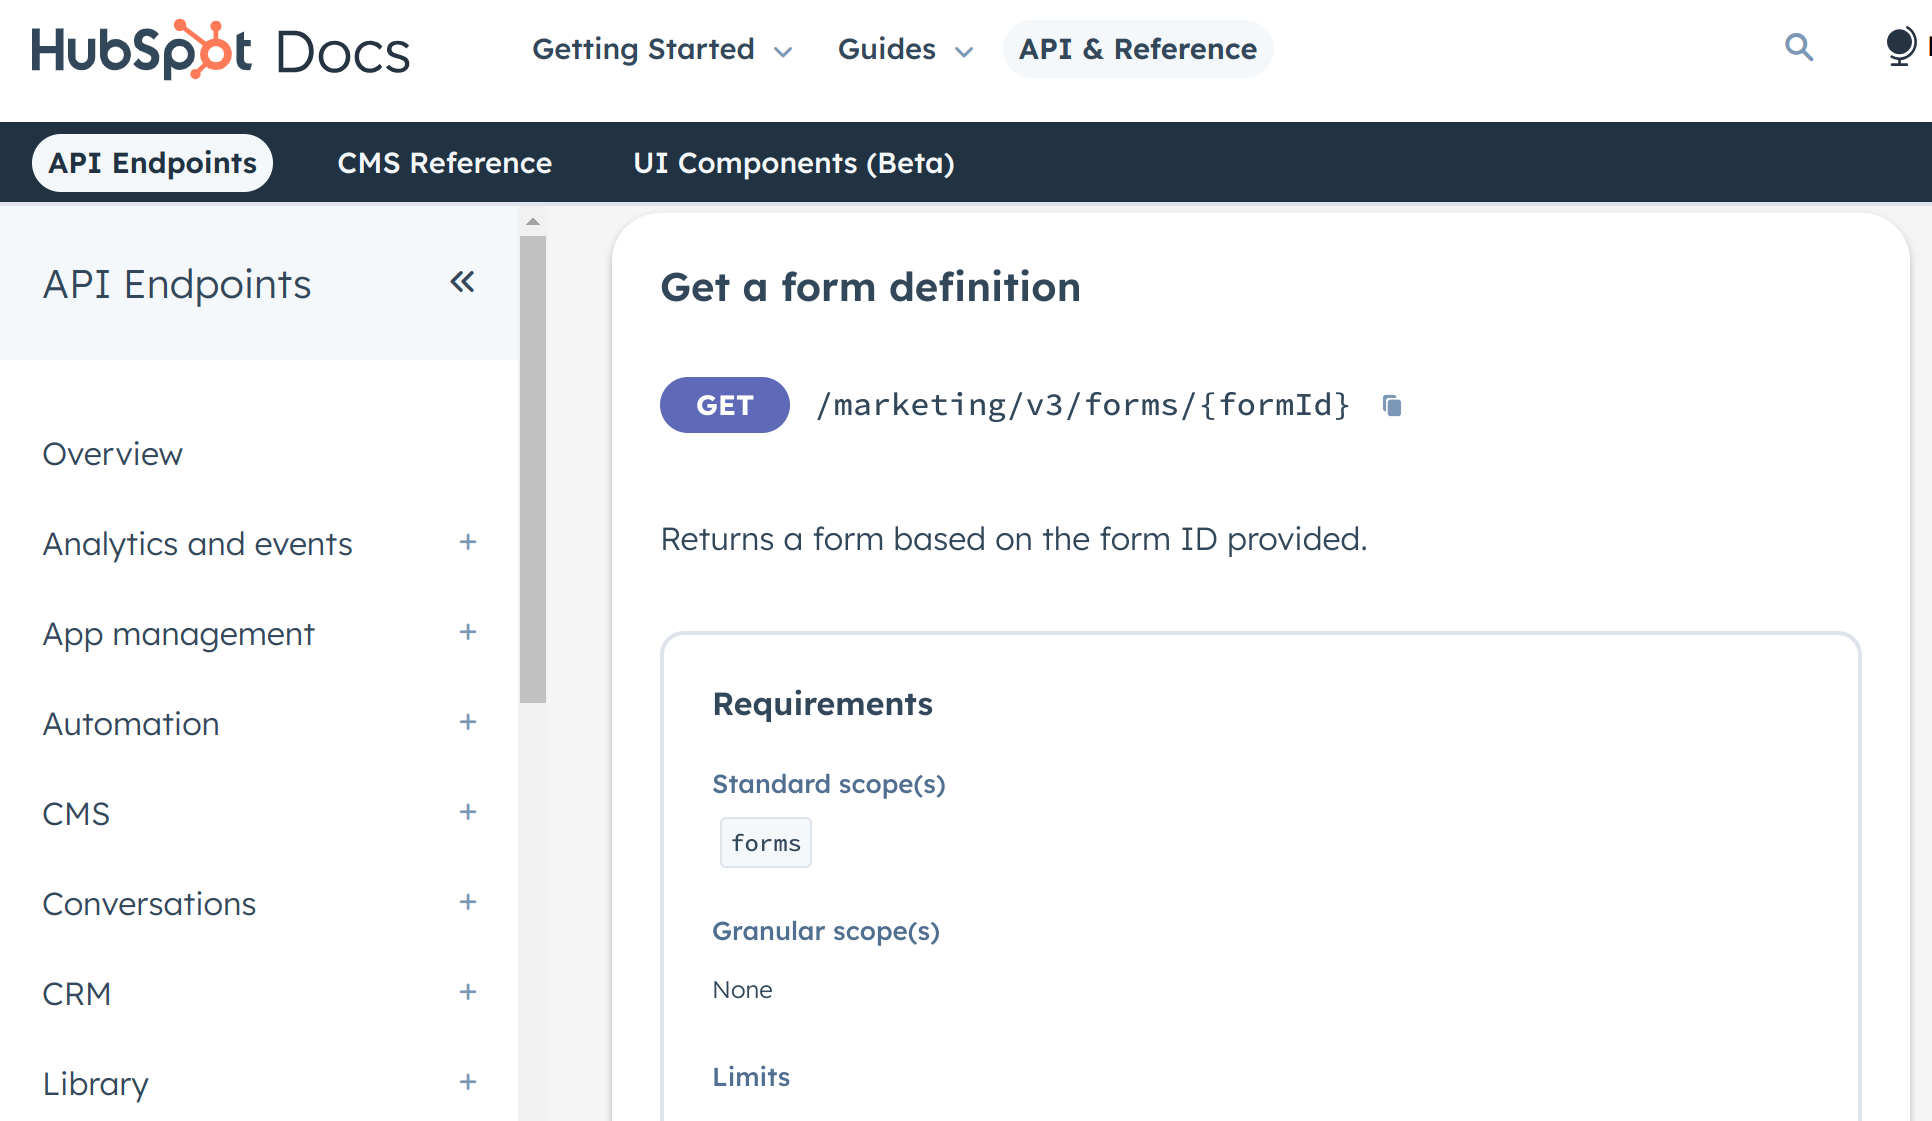 HubSpot Docs
Getting Started
Guides
API & Reference
API Endpoints
CMS Reference
UI Components (Beta)
API Endpoints
Overview
Analytics and events
App management
Automation
CMS
Conversations
CRM
Library
Get a form definition
GET /marketing/v3/forms/{formId}
Returns a form based on the form ID provided.
Requirements
Standard scope(s)
forms
Granular scope(s)
None
Limits